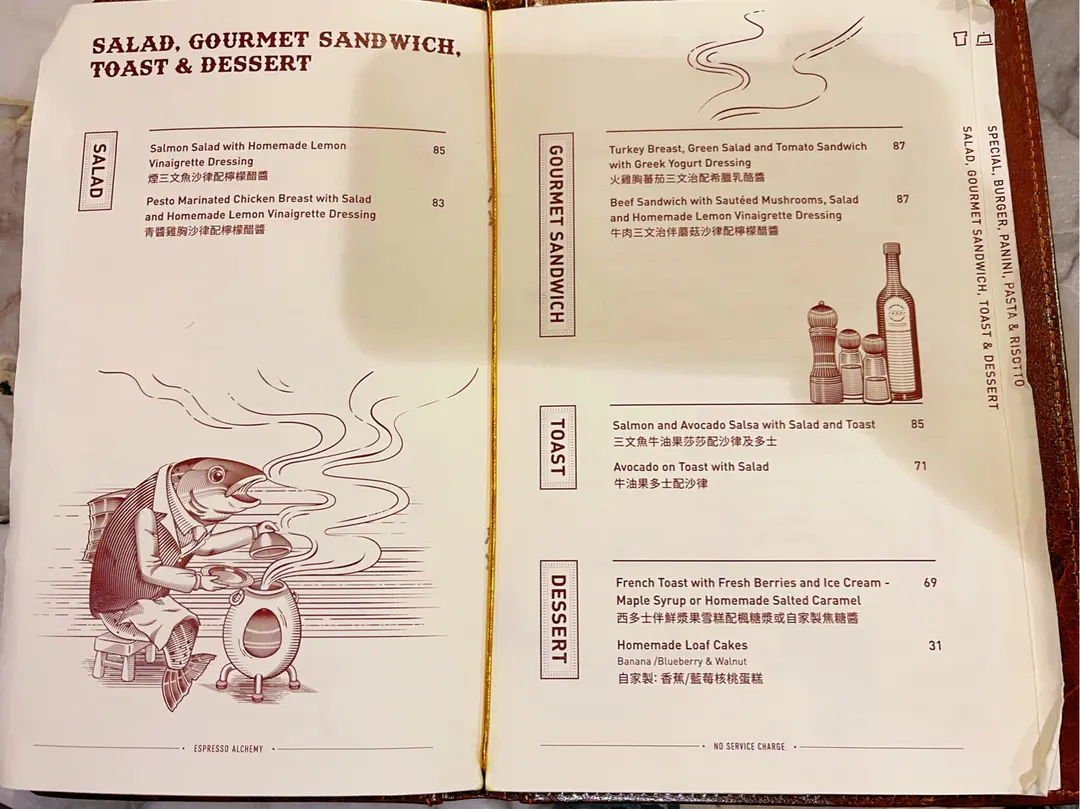 SALAD, GOURMET SANDWICH,
TOAST & DESSERT
SALAD
Salmon Salad with Homemade Lemon
Vinaigrette Dressing
85
煙三文魚沙律配檸檬醋醬
Pesto Marinated Chicken Breast with Salad
and Homemade Lemon Vinaigrette Dressing
83
青醬雞胸沙律配檸檬醋醬
ESPRESSO ALCHEMY
GOURMET SANDWICH
Turkey Breast, Green Salad and Tomato Sandwich
with Greek Yogurt Dressing
87
火雞胸蕃茄三文治配希臘乳酪醬
Beef Sandwich with Sautéed Mushrooms, Salad
and Homemade Lemon Vinaigrette Dressing
87
牛肉三文治伴蘑菇沙律配檸檬醋醬
TOAST
Salmon and Avocado Salsa with Salad and Toast
85
三文魚牛油果莎莎配沙律及多士
Avocado on Toast with Salad
71
牛油果多士配沙律
DESSERT
French Toast with Fresh Berries and Ice Cream -
Maple Syrup or Homemade Salted Caramel
69
西多士伴鮮漿果雪糕配楓糖漿或自家製焦糖醬
Homemade Loaf Cakes
31
Banana /Blueberry & Walnut
自家製: 香蕉/藍莓核桃蛋糕
NO SERVICE CHARGE
SALAD, GOURMET SANDWICH, TOAST & DESSERT
SPECIAL, BURGER, PANINI, PASTA & RISOTTO